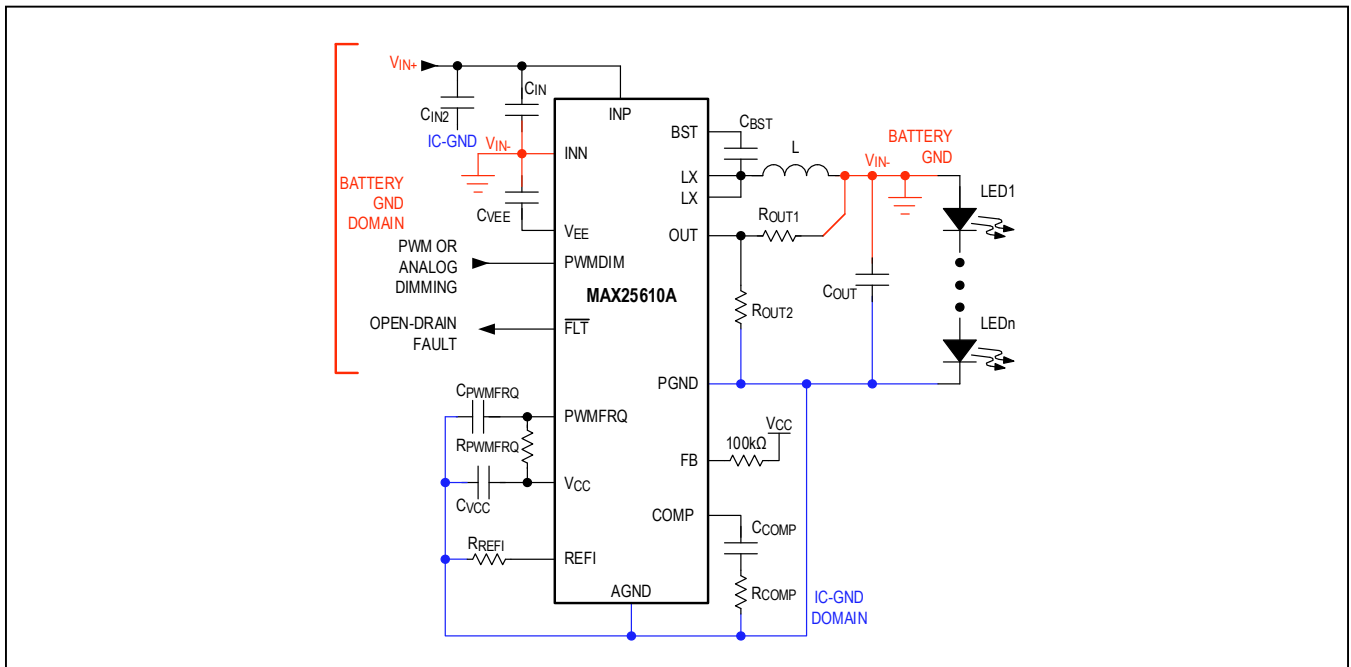 VIN+
CIN
CIN2
IC-GND
VIN-
BATTERY
GND
DOMAIN
CVEE
PWM OR
ANALOG
DIMMING
OPEN-DRAIN
FAULT
CPWMFRQ
RPWMFRQ
CVCC
RREFI
INP
INN
VEE
PWMDIM
MAX25610A
FLT
PWMFRQ
VCC
REFI
AGND
BST
LX
LX
OUT
PGND
FB
COMP
CBST
L
VIN-
BATTERY
GND
ROUT1
ROUT2
COUT
LED1
LEDn
100kΩ
VCC
CCOMP
RCOMP
IC-GND
DOMAIN